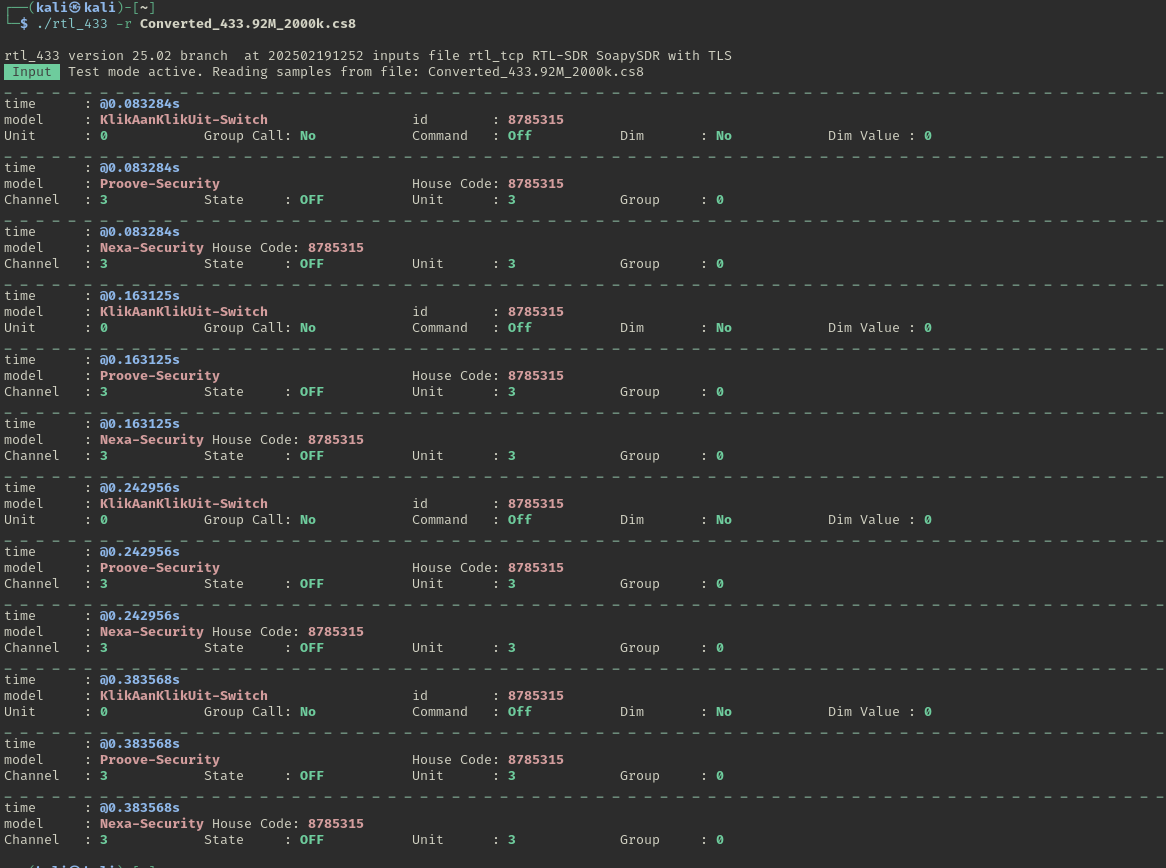 ┌──(kali㉿kali)-[~]
└─$ ./rtl_433 -r Converted_433.92M_2000k.cs8
rtl_433 version 25.02 branch  at 202502191252 inputs file rtl_tcp RTL-SDR SoapySDR with TLS
Input Test mode active. Reading samples from file: Converted_433.92M_2000k.cs8
time : @0.083284s
model : KlikAanKlikUit-Switch id : 8785315
Unit : 0 Group Call: No Command : Off Dim : No Dim Value : 0
time : @0.083284s
model : Proove-Security House Code: 8785315
Channel : 3 State : OFF Unit : 3 Group : 0
time : @0.083284s
model : Nexa-Security House Code: 8785315
Channel : 3 State : OFF Unit : 3 Group : 0
time : @0.163125s
model : KlikAanKlikUit-Switch id : 8785315
Unit : 0 Group Call: No Command : Off Dim : No Dim Value : 0
time : @0.163125s
model : Proove-Security House Code: 8785315
Channel : 3 State : OFF Unit : 3 Group : 0
time : @0.163125s
model : Nexa-Security House Code: 8785315
Channel : 3 State : OFF Unit : 3 Group : 0
time : @0.242956s
model : KlikAanKlikUit-Switch id : 8785315
Unit : 0 Group Call: No Command : Off Dim : No Dim Value : 0
time : @0.242956s
model : Proove-Security House Code: 8785315
Channel : 3 State : OFF Unit : 3 Group : 0
time : @0.242956s
model : Nexa-Security House Code: 8785315
Channel : 3 State : OFF Unit : 3 Group : 0
time : @0.383568s
model : KlikAanKlikUit-Switch id : 8785315
Unit : 0 Group Call: No Command : Off Dim : No Dim Value : 0
time : @0.383568s
model : Proove-Security House Code: 8785315
Channel : 3 State : OFF Unit : 3 Group : 0
time : @0.383568s
model : Nexa-Security House Code: 8785315
Channel : 3 State : OFF Unit : 3 Group : 0